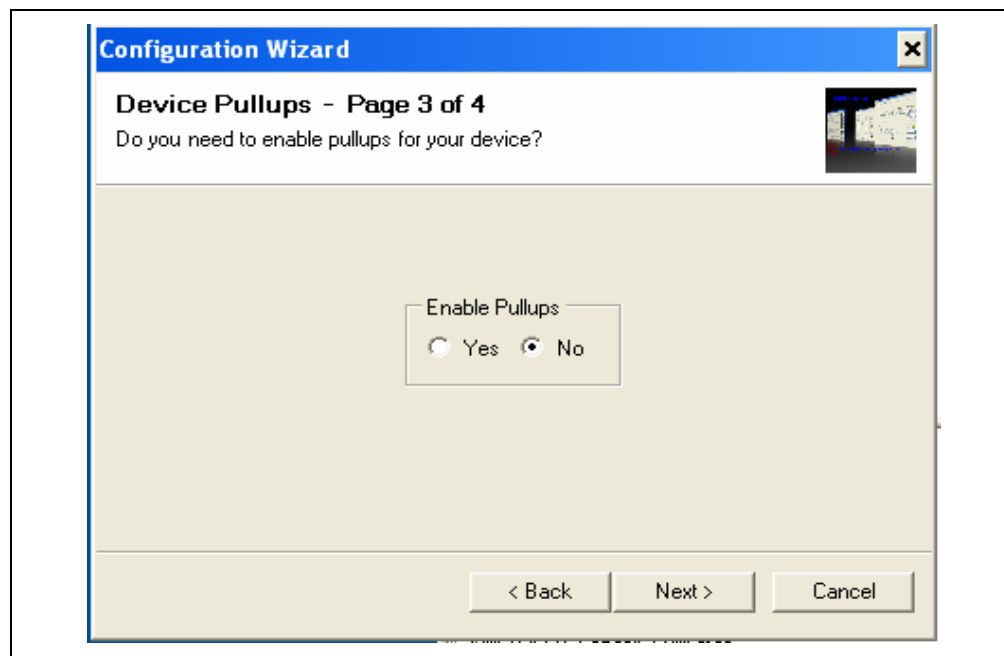 Configuration Wizard
Device Pullups - Page 3 of 4
Do you need to enable pullups for your device?
Enable Pullups
Yes No
< Back Next > Cancel